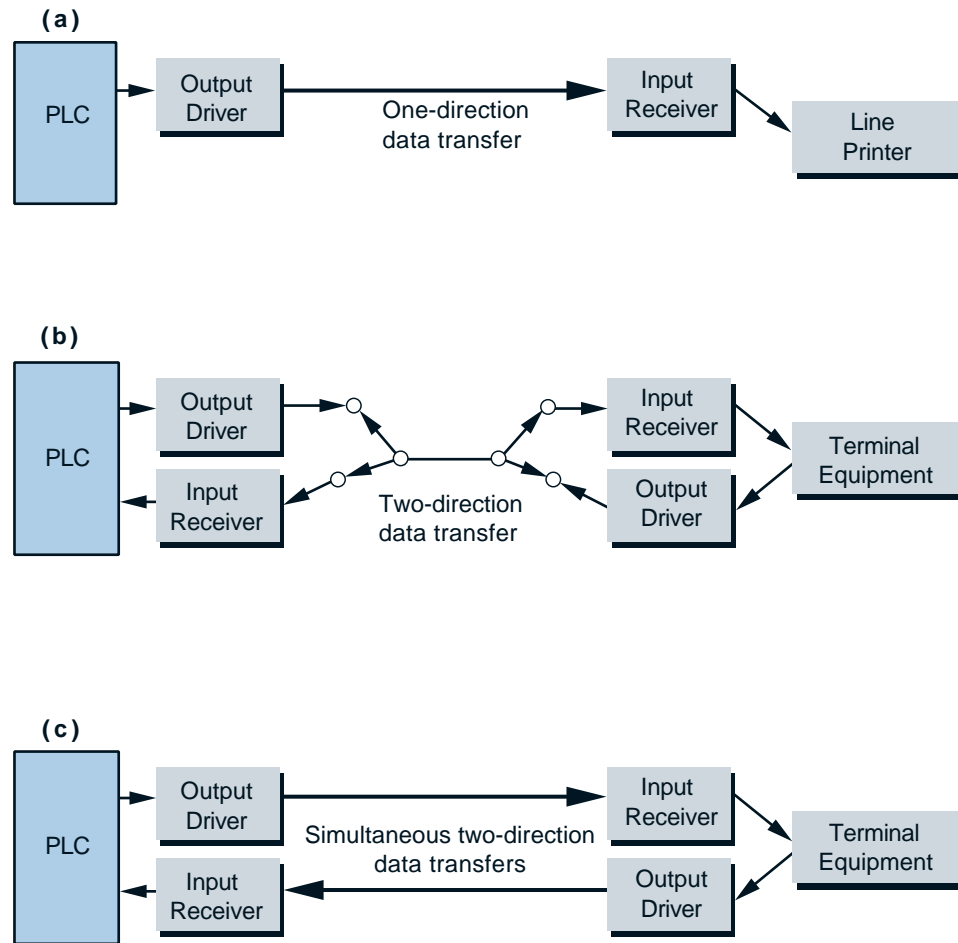 (a)
PLC
Output
Driver
One-direction
data transfer
Input
Receiver
Line
Printer
(b)
PLC
Output
Driver
Input
Receiver
Two-direction
data transfer
Input
Receiver
Output
Driver
Terminal
Equipment
(c)
PLC
Output
Driver
Input
Receiver
Simultaneous two-direction
data transfers
Input
Receiver
Output
Driver
Terminal
Equipment